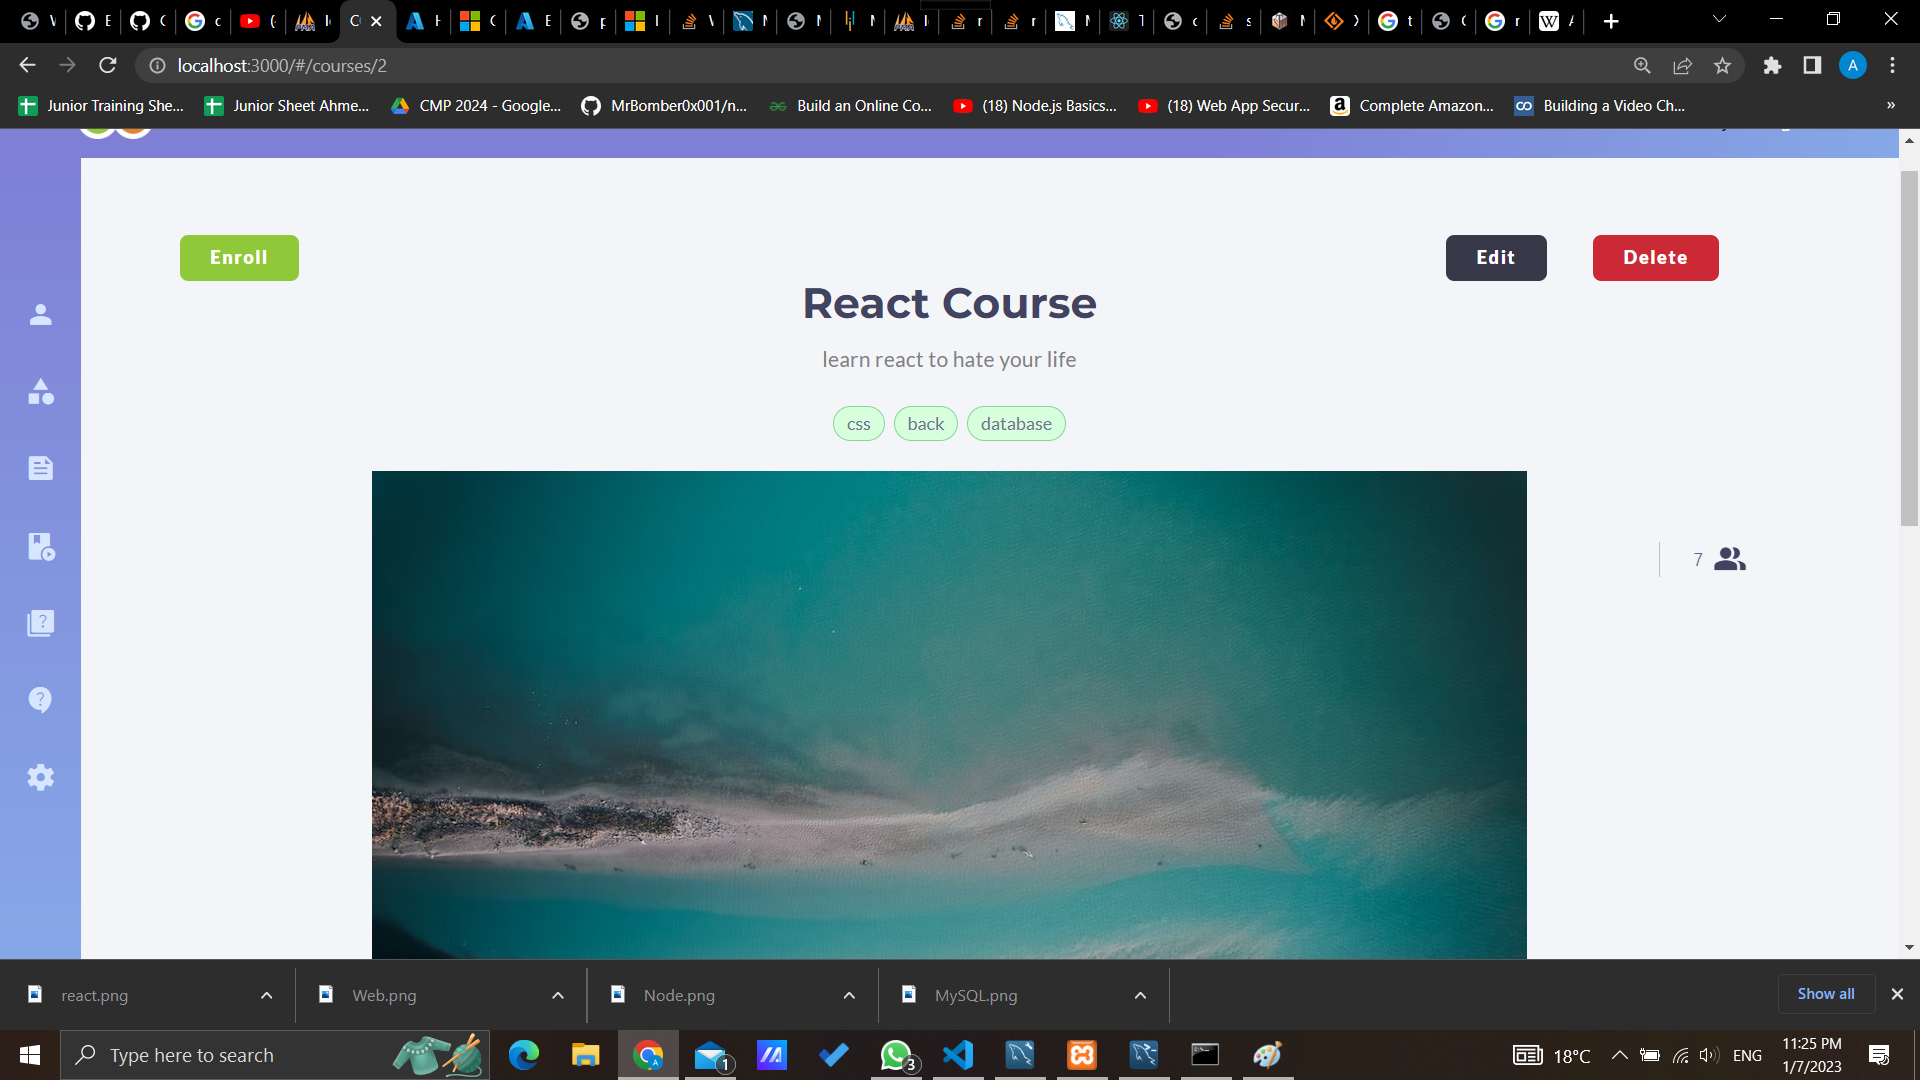 localhost:3000/#/courses/2
A
Junior Training She...
Junior Sheet Ahme...
CMP 2024 - Google...
MrBomber0x001/n...
Build an Online Co...
(18) Node.js Basics...
(18) Web App Secur...
Complete Amazon...
Building a Video Ch...
»
Enroll
Edit
Delete
React Course
learn react to hate your life
css
back
database
7
react.png
Web.png
Node.png
MySQL.png
Show all
Type here to search
1
3
18°C
ENG
11:25 PM
1/7/2023